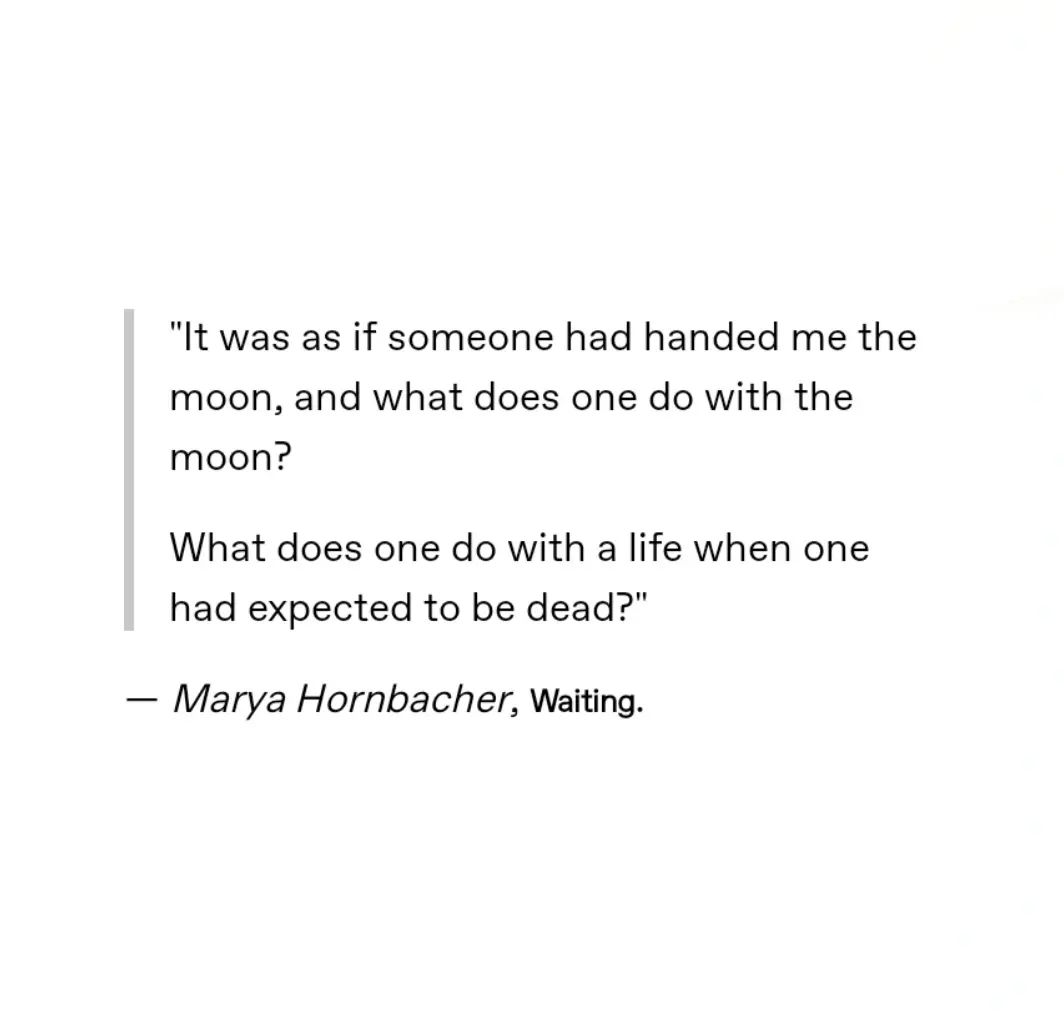 "It was as if someone had handed me the
moon, and what does one do with the
moon?
What does one do with a life when one
had expected to be dead?"
— Marya Hornbacher, Waiting.